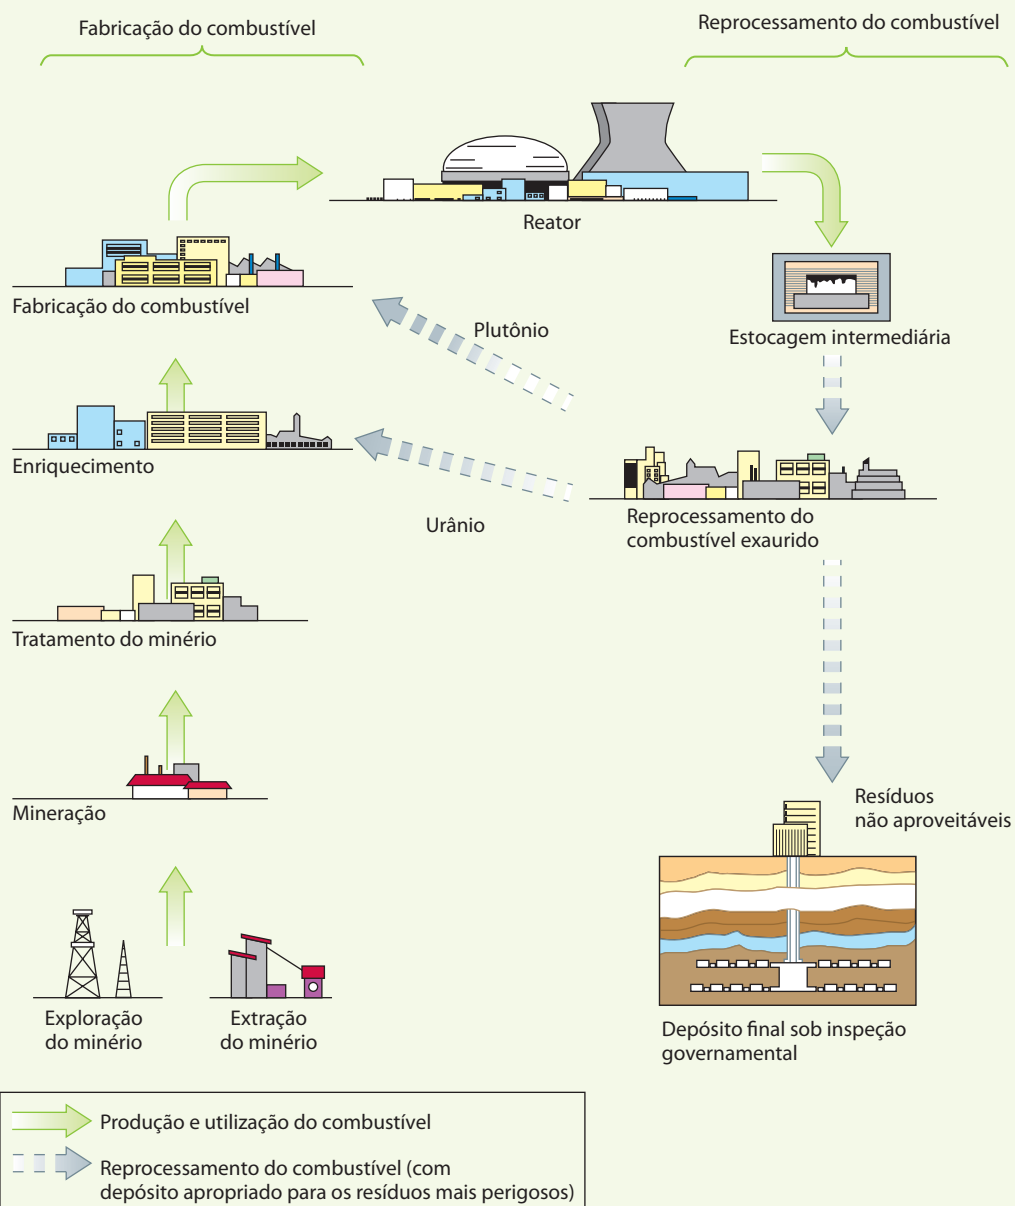 Fabricação do combustível
Reprocessamento do combustível
Reator
Fabricação do combustível
Plutônio
Estocagem intermediária
Enriquecimento
Urânio
Reprocessamento do
combustível exaurido
Tratamento do minério
Mineração
Resíduos
não aproveitáveis
Exploração
do minério
Extração
do minério
Depósito final sob inspeção
governamental
Produção e utilização do combustível
Reprocessamento do combustível (com
depósito apropriado para os resíduos mais perigosos)